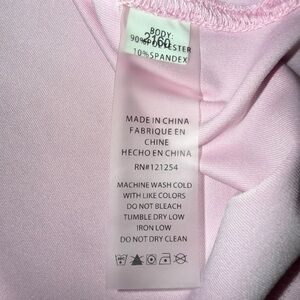 BODY:
2160
90%POLYESTER
10%SPANDEX
MADE IN CHINA
FABRIQUE EN
CHINE
HECHO EN CHINA
RN#121254
MACHINE WASH COLD
WITH LIKE COLORS
DO NOT BLEACH
TUMBLE DRY LOW
IRON LOW
DO NOT DRY CLEAN